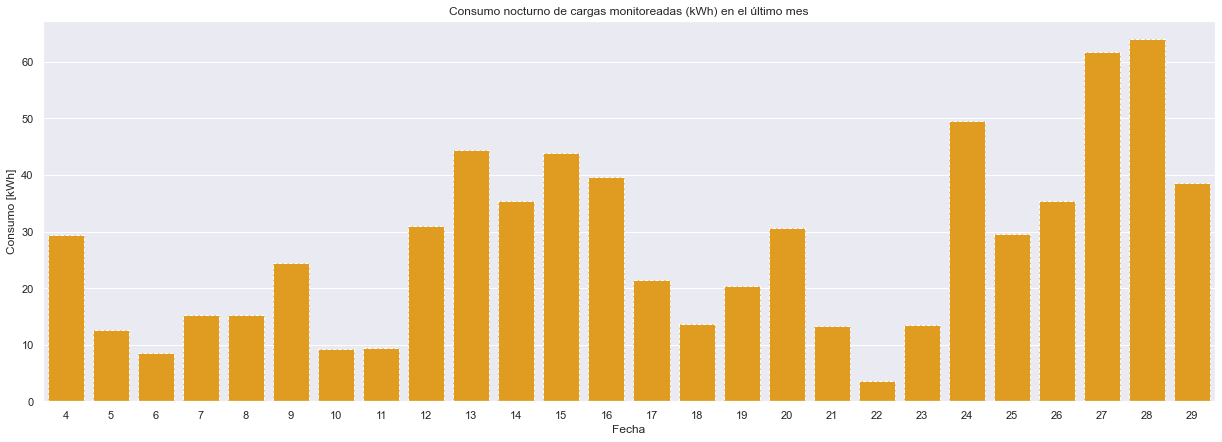 Consumo nocturno de cargas monitoreadas (kWh) en el último mes
Consumo [kWh]
60
50
40
30
20
10
0
4 5 6 7 8 9 10 11 12 13 14 15 16 17 18 19 20 21 22 23 24 25 26 27 28 29
Fecha